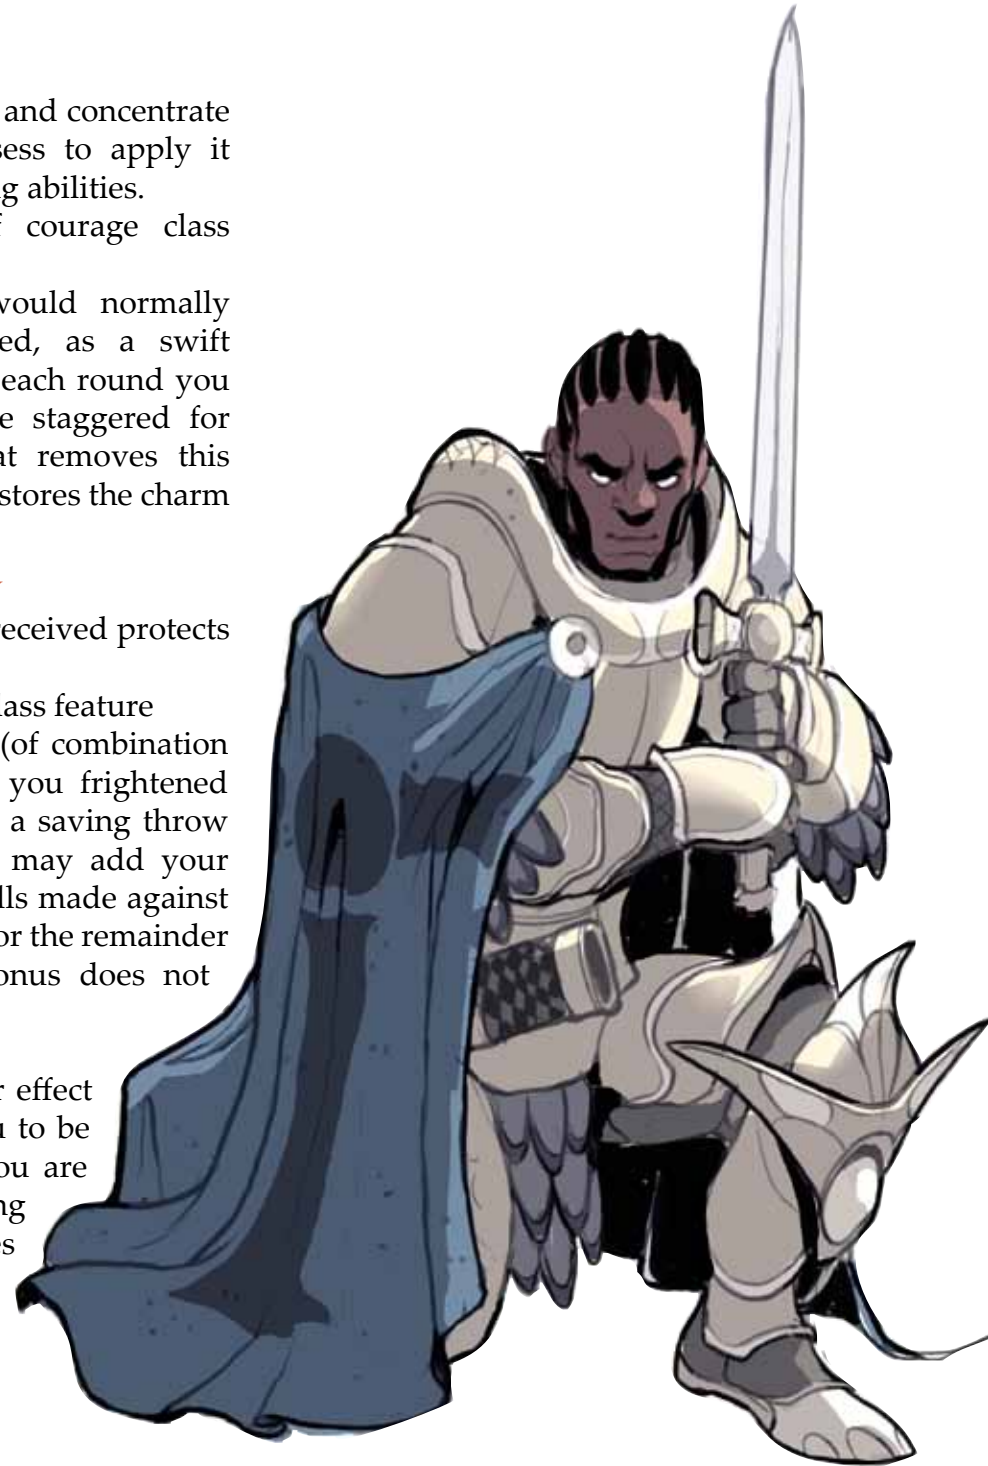 and concentrate
sess to apply it
g abilities.
f courage class
would normally
ed, as a swift
each round you
e staggered for
at removes this
stores the charm
received protects
lass feature
(of combination
you frightened
a saving throw
may add your
lls made against
or the remainder
onus does not
r effect
u to be
ou are
ng
es